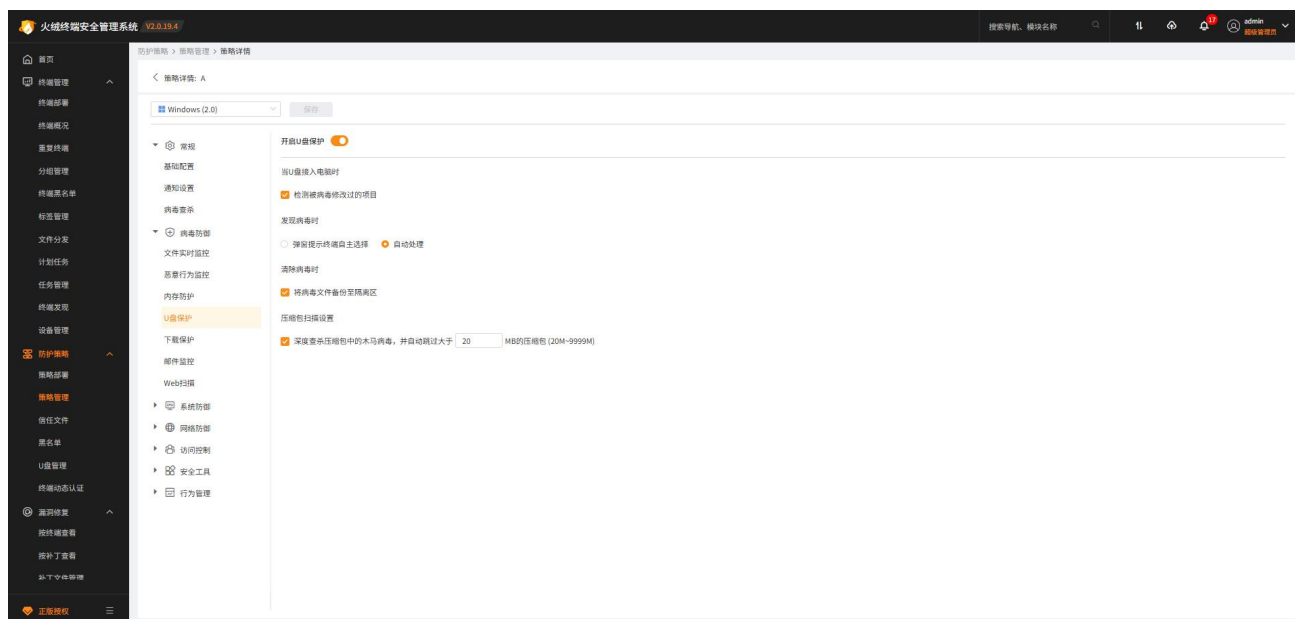 火绒终端安全管理系统 V2.0.19.4
搜索导航、模块名称
17
admin
超级管理员
首页
终端管理
终端部署
终端概况
重复终端
分组管理
终端黑名单
标签管理
文件分发
计划任务
任务管理
终端发现
设备管理
防护策略
策略部署
策略管理
信任文件
黑名单
U盘管理
终端动态认证
漏洞修复
按终端查看
按补丁查看
补丁文件管理
正版授权
防护策略 > 策略管理 > 策略详情
策略详情: A
Windows (2.0)
保存
常规
基础配置
通知设置
病毒查杀
病毒防御
文件实时监控
恶意行为监控
内存防护
U盘保护
下载保护
邮件监控
Web扫描
系统防御
网络防御
访问控制
安全工具
行为管理
开启U盘保护
当U盘接入电脑时
检测被病毒修改过的项目
发现病毒时
弹窗提示终端自主选择 自动处理
清除病毒时
将病毒文件备份至隔离区
压缩包扫描设置
深度查杀压缩包中的木马病毒，并自动跳过大于 20 MB的压缩包 (20M~9999M)